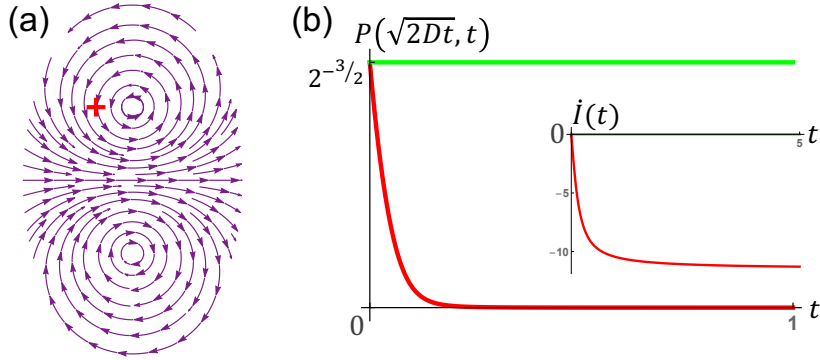 (a)
(b)
P(√2Dt, t)
2^{-3/2}
İ(t)
0
t
5
-5
-10
0
1
t